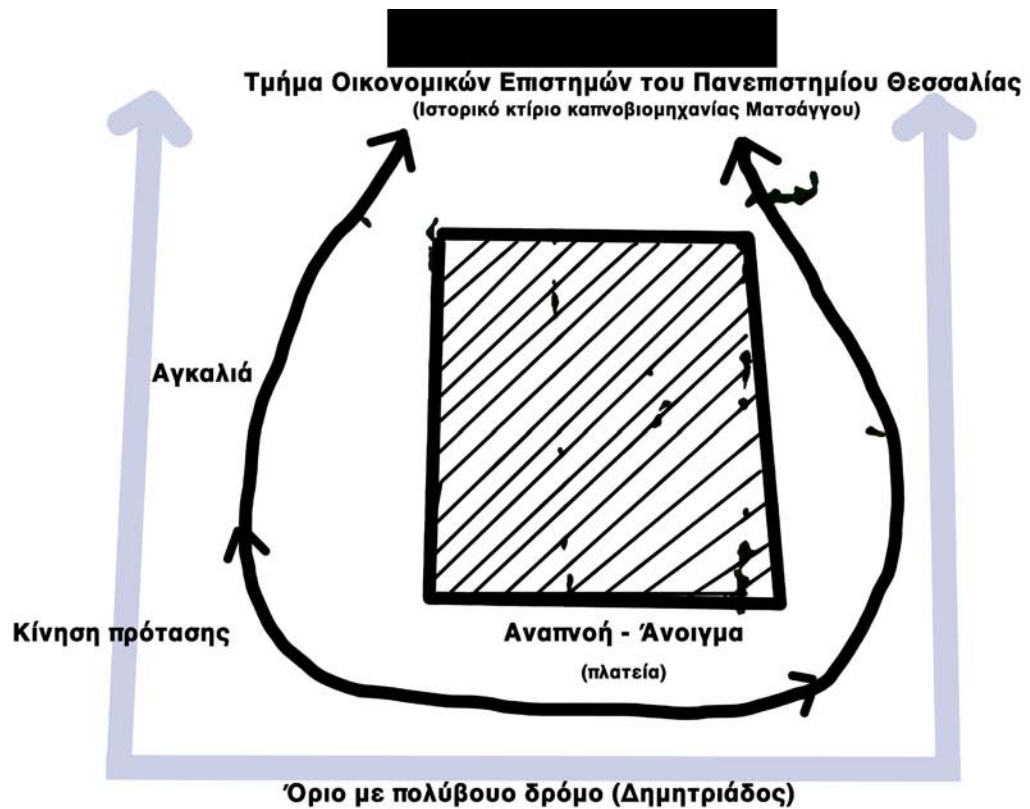 Τμήμα Οικονομικών Επιστημών του Πανεπιστημίου Θεσσαλίας
(Ιστορικό κτίριο καπνοβιομηχανίας Ματσάγγου)
Αγκαλιά
Κίνηση πρότασης
Αναπνοή - Άνοιγμα
(πλατεία)
Όριο με πολύβουο δρόμο (Δημητριάδος)